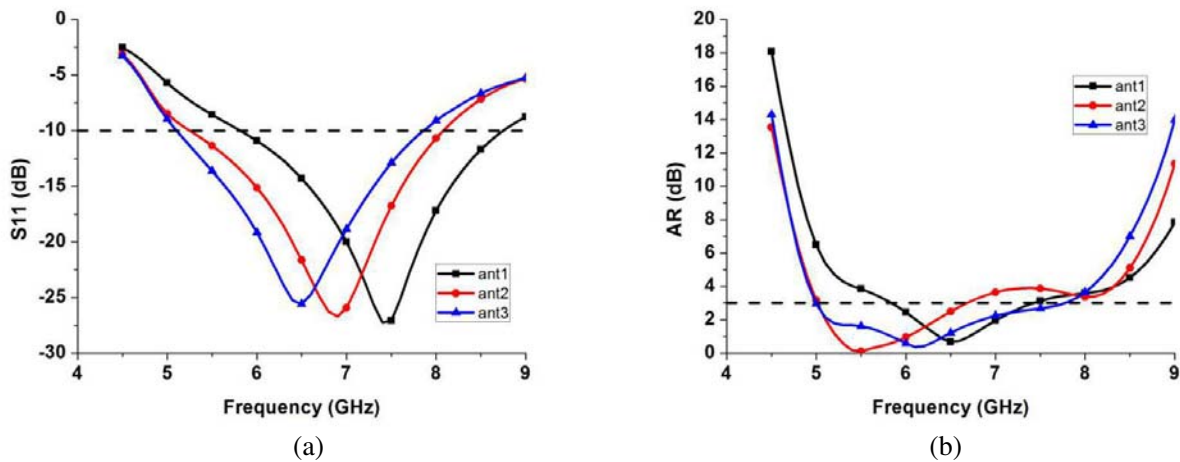 0
-5
-10
-15
-20
-25
-30
S11 (dB)
ant1
ant2
ant3
4 5 6 7 8 9
Frequency (GHz)
(a)
20
18
16
14
12
10
8
6
4
2
0
AR (dB)
ant1
ant2
ant3
4 5 6 7 8 9
Frequency (GHz)
(b)